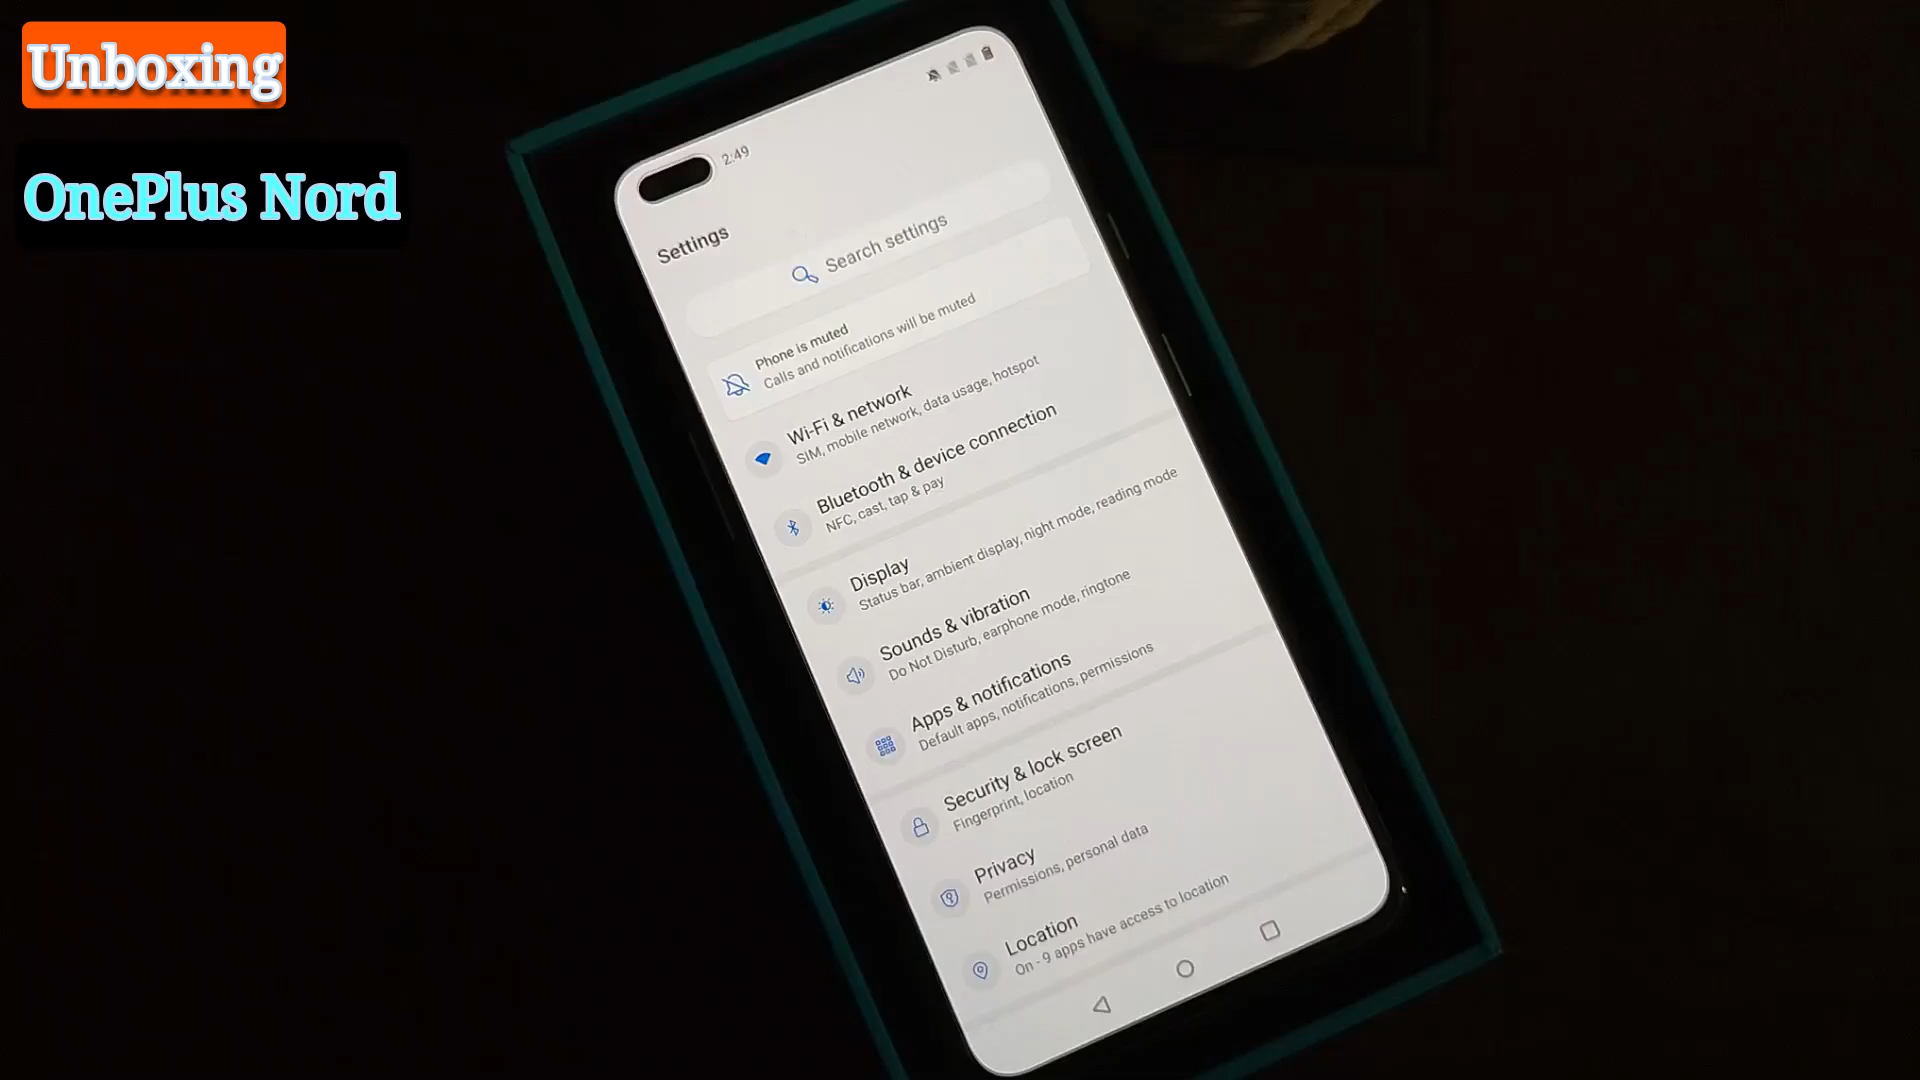 Unboxing
OnePlus Nord
2:49
Settings
Search settings
Phone is muted
Calls and notifications will be muted
Wi-Fi & network
SIM, mobile network, data usage, hotspot
Bluetooth & device connection
NFC, cast, tap & pay
Display
Status bar, ambient display, night mode, reading mode
Sounds & vibration
Do Not Disturb, earphone mode, ringtone
Apps & notifications
Default apps, notifications, permissions
Security & lock screen
Fingerprint, location
Privacy
Permissions, personal data
Location
On - 9 apps have access to location